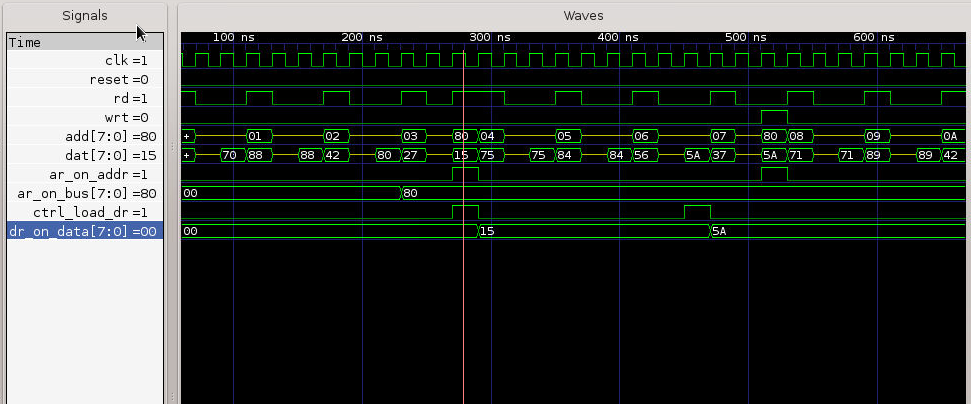 Signals
Waves
Time
100 ns 200 ns 300 ns 400 ns 500 ns 600 ns
clk =1
reset=0
rd=1
wrt=0
add[7:0] =80 + 01 02 03 80 04 05 06 07 80 08 09 0A
dat[7:0] =15 + 70 88 88 42 80 27 15 75 75 84 84 56 5A 37 5A 71 71 89 89 42
ar_on_addr=1
ar_on_bus[7:0] =80 00 80
ctrl_load_dr =1
dr_on_data[7:0] =00 00 15 5A